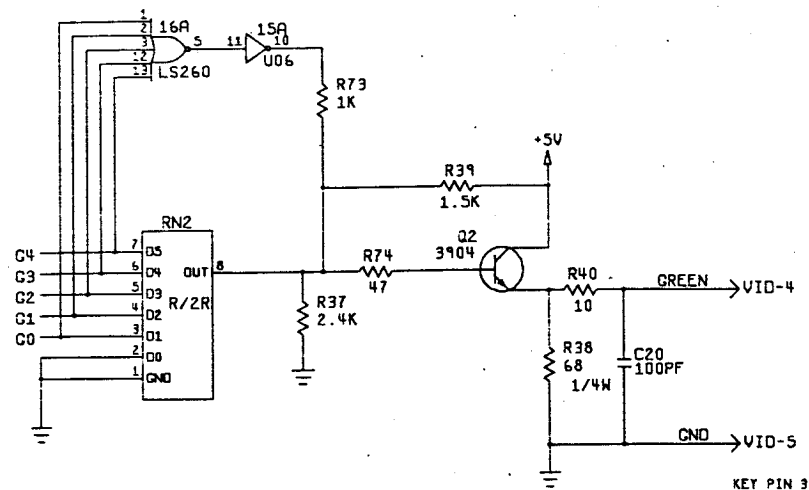 1
2
3
12
13
16A
5
LS260
11
15A
10
U06
R73
1K
+5V
R39
1.5K
RN2
G4
7
D5
G3
6
D4
OUT
8
G2
5
D3
R/2R
G1
4
D2
G0
3
D1
2
D0
1
GND
R74
47
Q2
3904
R37
2.4K
R40
10
GREEN
VID-4
R38
68
1/4W
C20
100PF
GND
VID-5
KEY PIN 3